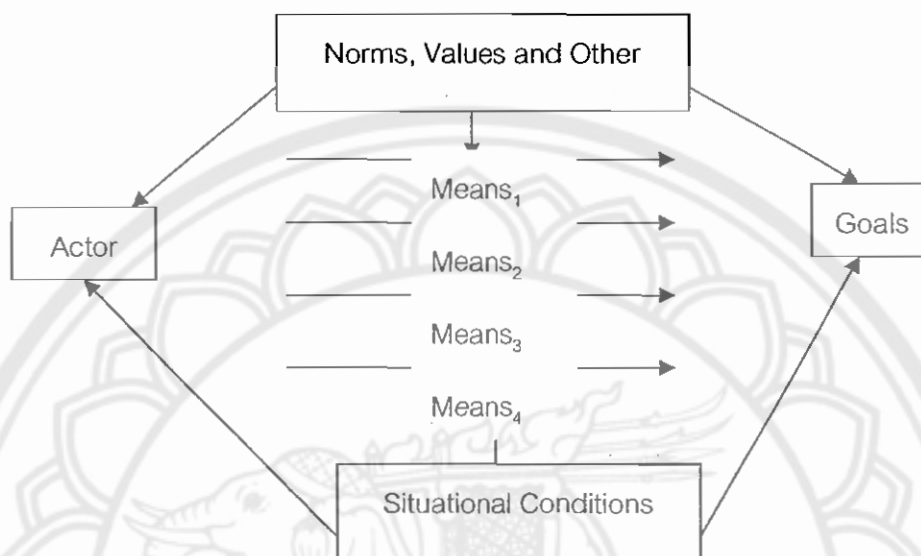 Norms, Values and Other
Means₁
Actor
Goals
Means₂
Means₃
Means₄
Situational Conditions